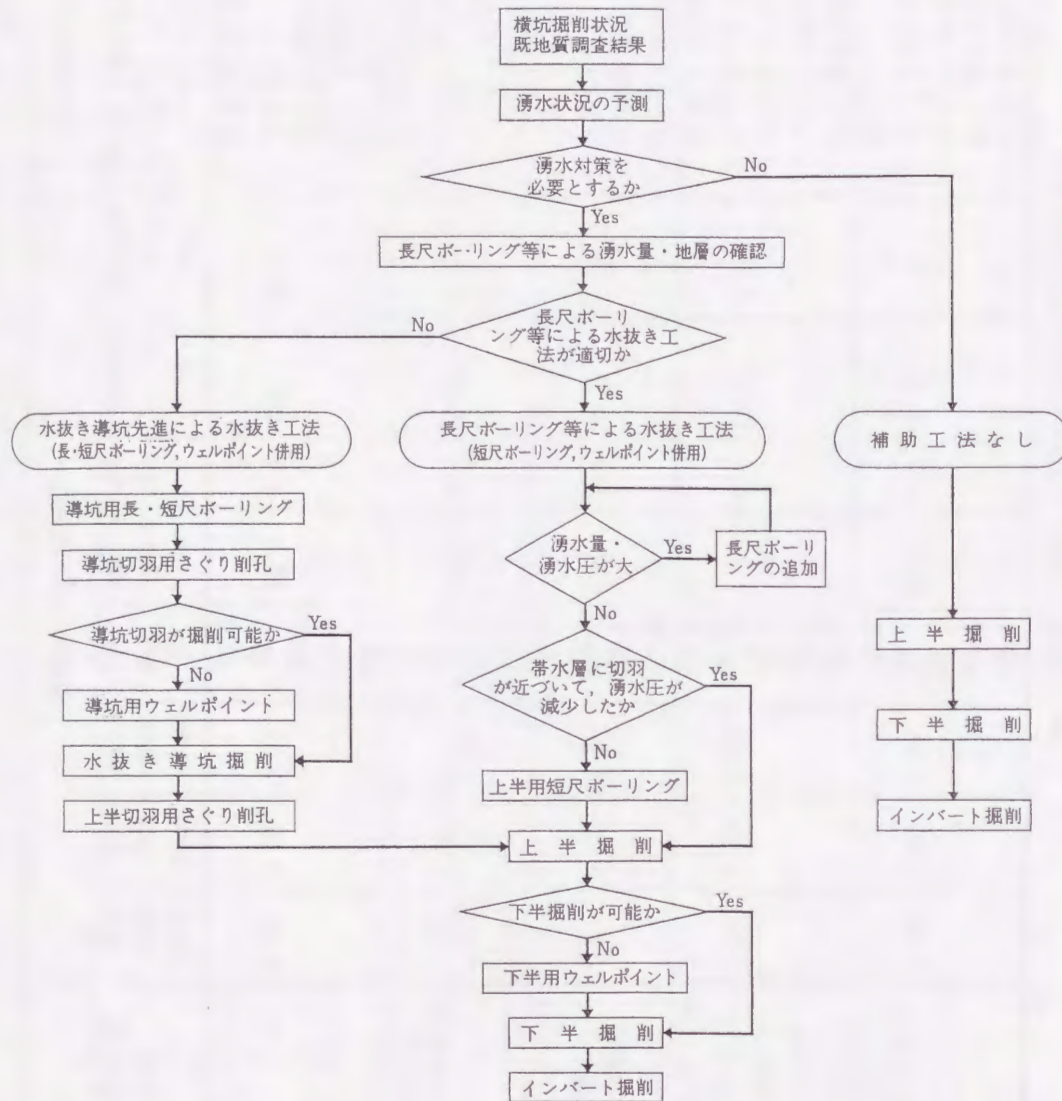 横坑掘削状況
既地質調査結果
湧水状況の予測
湧水対策を
必要とするか
No
Yes
長尺ボーリング等による湧水量・地層の確認
長尺ボーリ
ング等による水抜き工
法が適切か
No
Yes
水抜き導坑先進による水抜き工法
(長・短尺ボーリング,ウェルポイント併用)
長尺ボーリング等による水抜き工法
(短尺ボーリング,ウェルポイント併用)
補助工法なし
導坑用長・短尺ボーリング
導坑切羽用さぐり削孔
導坑切羽が掘削可能か
Yes
No
導坑用ウェルポイント
水抜き導坑掘削
上半切羽用さぐり削孔
湧水量・
湧水圧が大
Yes
長尺ボーリ
ングの追加
No
帯水層に切羽
が近づいて,湧水圧が
減少したか
Yes
No
上半用短尺ボーリング
上半掘削
下半掘削が可能か
Yes
No
下半用ウェルポイント
下半掘削
インバート掘削
上半掘削
下半掘削
インバート掘削